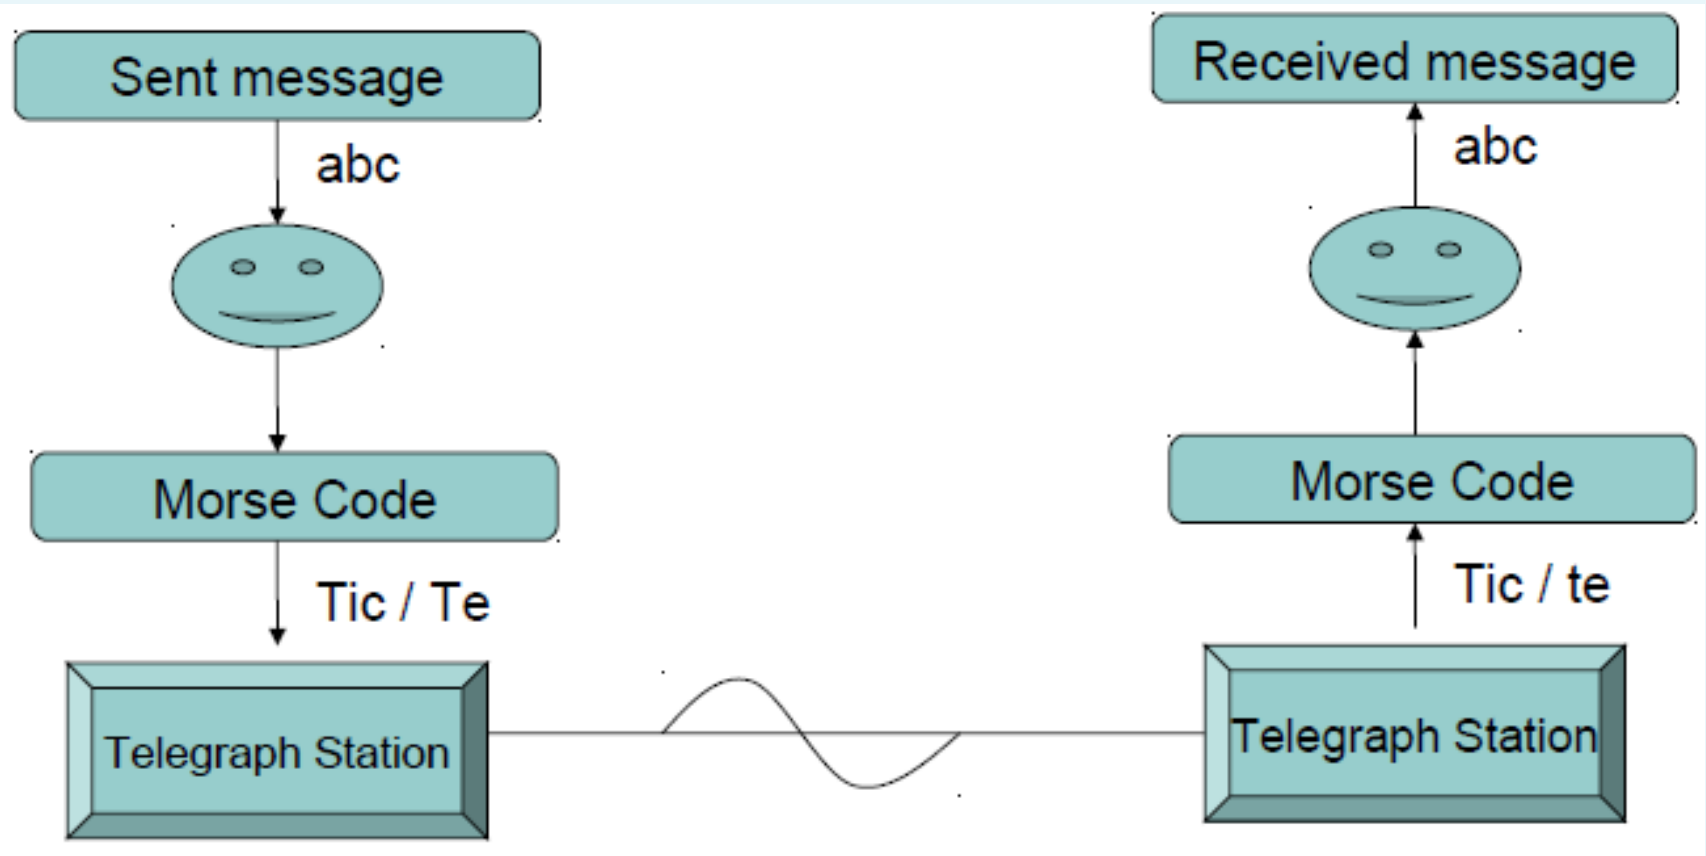 Sent message
abc
Morse Code
Tic / Te
Telegraph Station
Received message
abc
Morse Code
Tic / te
Telegraph Station